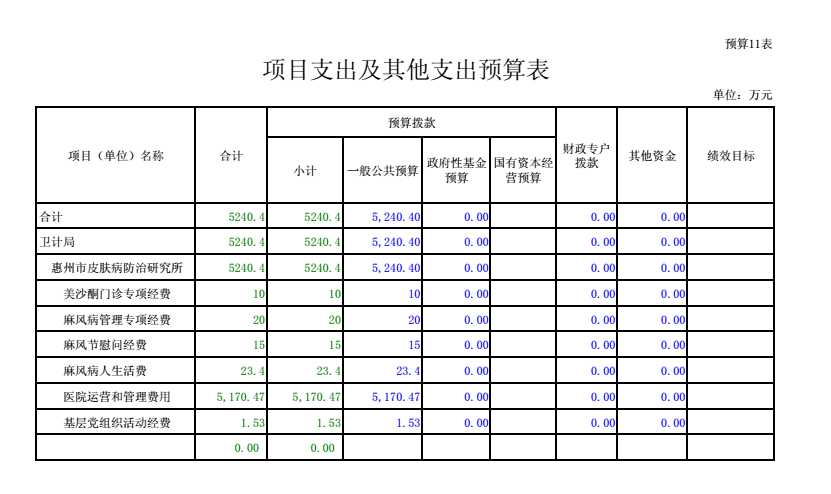 预算11表
项目支出及其他支出预算表
单位：万元
项目（单位）名称 合计 预算拨款 财政专户拨款 其他资金 绩效目标
小计 一般公共预算 政府性基金预算 国有资本经营预算
合计 5240.4 5240.4 5,240.40 0.00 0.00 0.00
卫计局 5240.4 5240.4 5,240.40 0.00 0.00 0.00
惠州市皮肤病防治研究所 5240.4 5240.4 5,240.40 0.00 0.00 0.00
美沙酮门诊专项经费 10 10 10 0.00 0.00 0.00
麻风病管理专项经费 20 20 20 0.00 0.00 0.00
麻风节慰问经费 15 15 15 0.00 0.00 0.00
麻风病人生活费 23.4 23.4 23.4 0.00 0.00 0.00
医院运营和管理费用 5,170.47 5,170.47 5,170.47 0.00 0.00 0.00
基层党组织活动经费 1.53 1.53 1.53 0.00 0.00 0.00
0.00 0.00